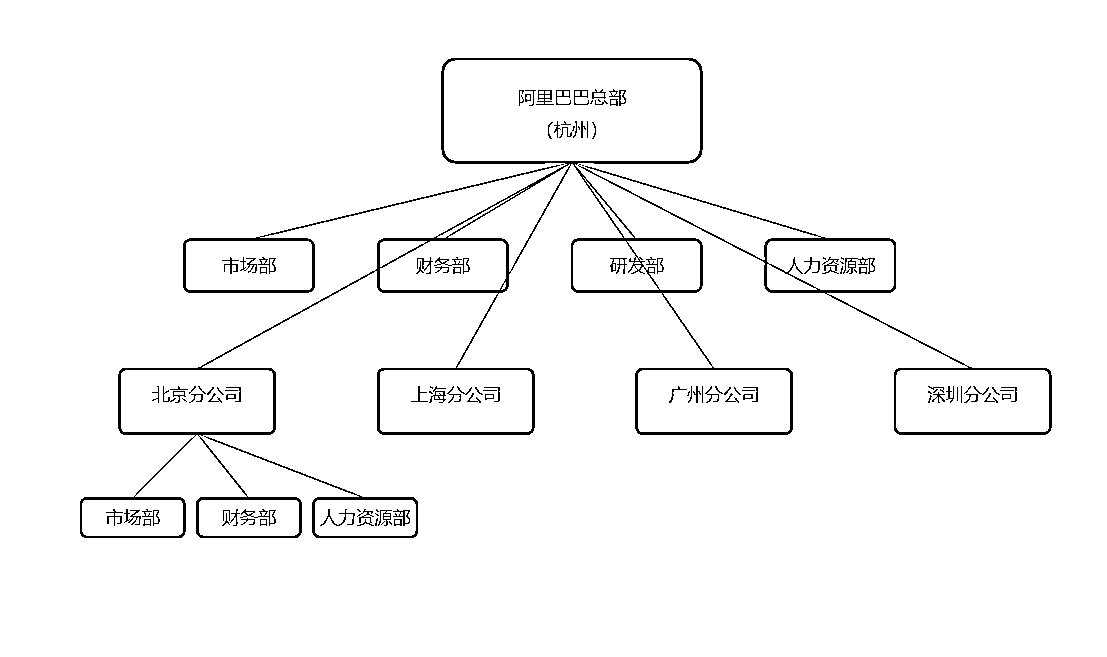 阿里巴巴总部
(杭州)
市场部
财务部
研发部
人力资源部
北京分公司
上海分公司
广州分公司
深圳分公司
市场部
财务部
人力资源部